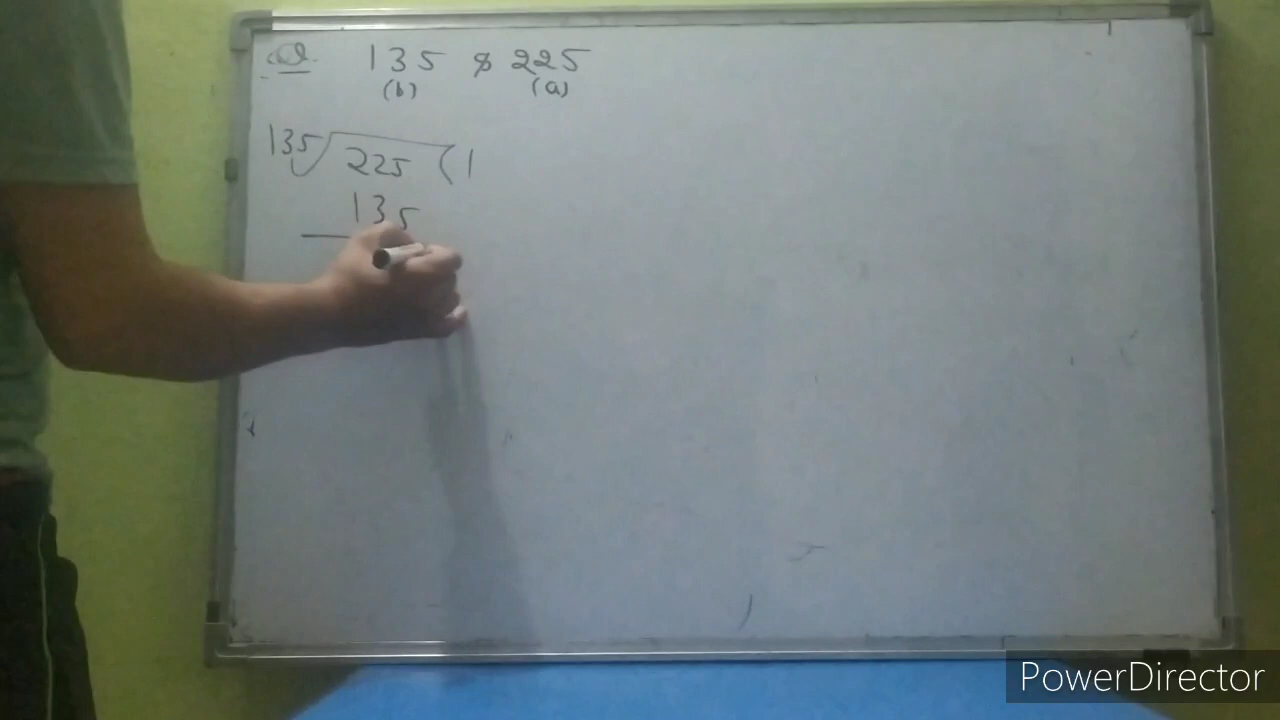 Q. 135 & 225
(b) (a)
135 225 ( 1
135
PowerDirector